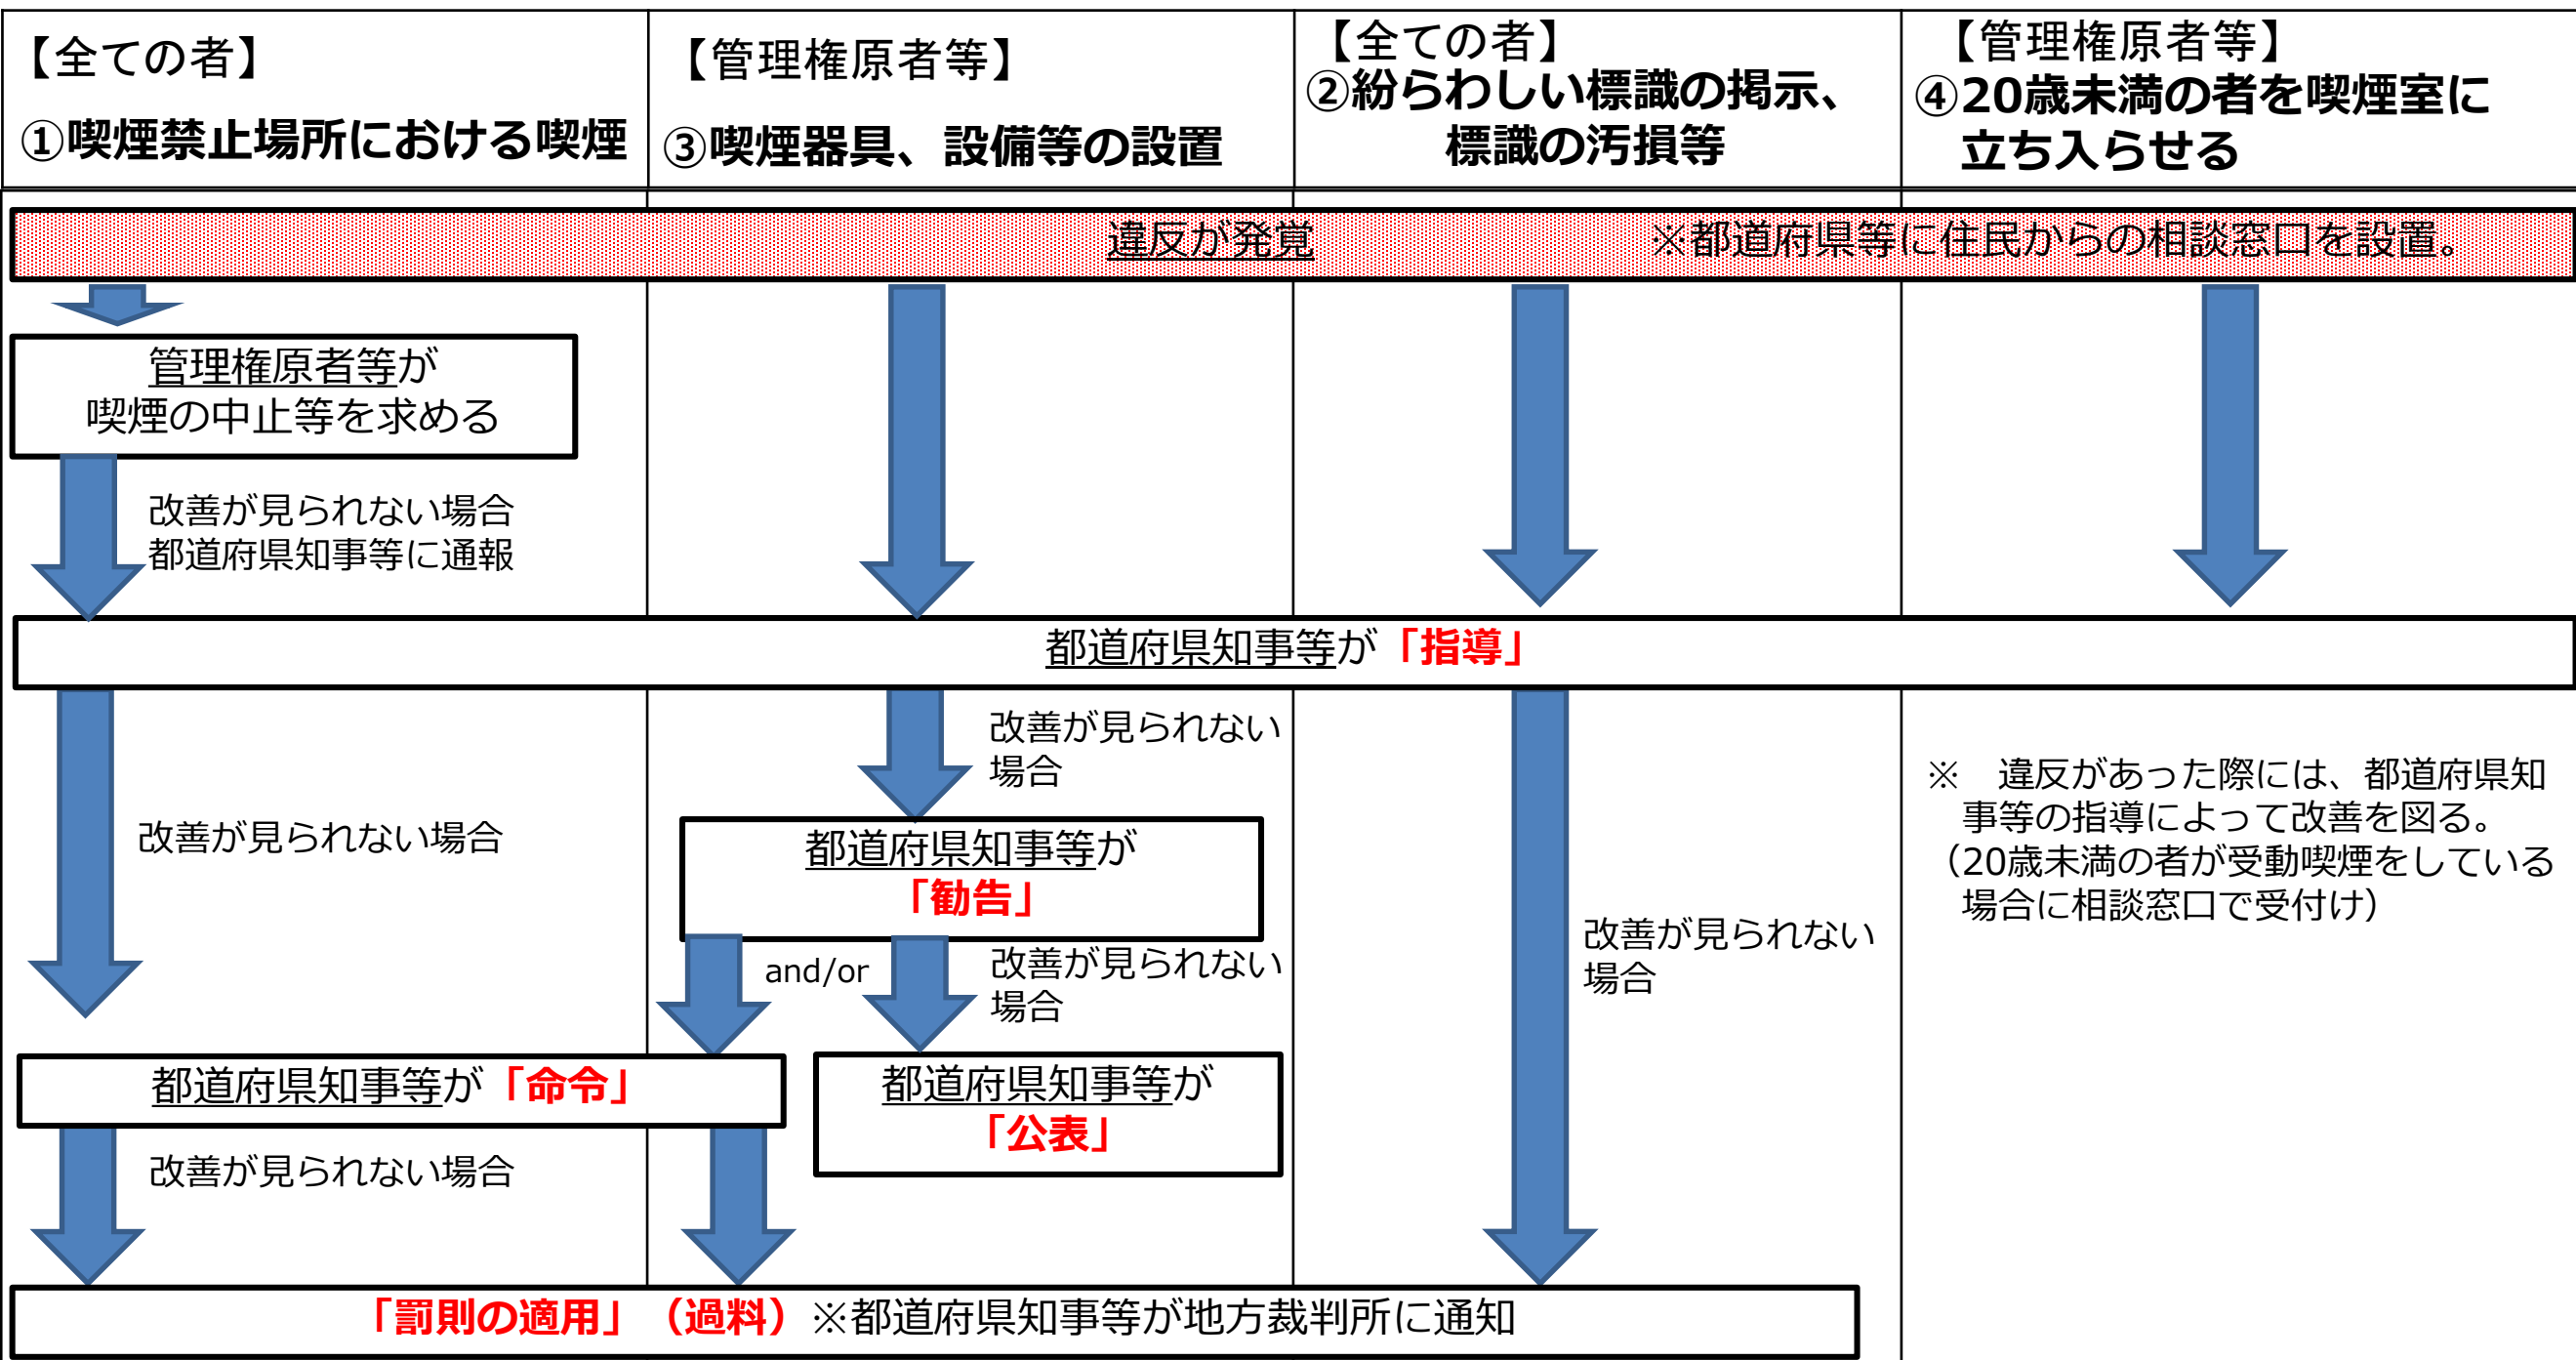 【全ての者】
①喫煙禁止場所における喫煙
【管理権原者等】
③喫煙器具、設備等の設置
【全ての者】
②紛らわしい標識の掲示、
標識の汚損等
【管理権原者等】
④20歳未満の者を喫煙室に
立ち入らせる
違反が発覚
※都道府県等に住民からの相談窓口を設置。
管理権原者等が
喫煙の中止等を求める
改善が見られない場合
都道府県知事等に通報
都道府県知事等が「指導」
改善が見られない場合
改善が見られない
場合
都道府県知事等が
「勧告」
and/or
改善が見られない
場合
都道府県知事等が「命令」
都道府県知事等が
「公表」
改善が見られない場合
改善が見られない
場合
※　違反があった際には、都道府県知
事等の指導によって改善を図る。
（20歳未満の者が受動喫煙をしている
場合に相談窓口で受付け）
「罰則の適用」（過料）※都道府県知事等が地方裁判所に通知